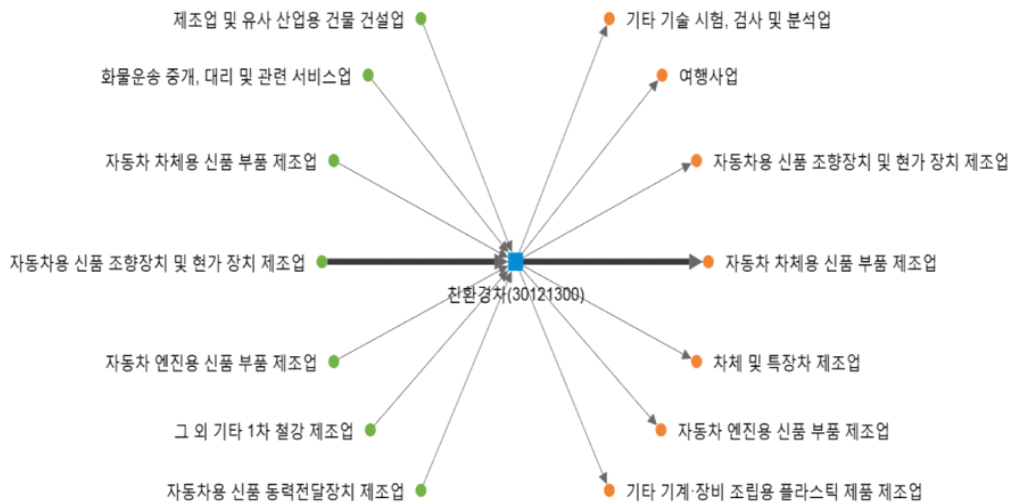 제조업 및 유사 산업용 건물 건설업
기타 기술 시험, 검사 및 분석업
화물운송 중개, 대리 및 관련 서비스업
여행사업
자동차 차체용 신품 부품 제조업
자동차용 신품 조향장치 및 현가 장치 제조업
자동차용 신품 조향장치 및 현가 장치 제조업
자동차 차체용 신품 부품 제조업
친환경차(30121300)
자동차 엔진용 신품 부품 제조업
차체 및 특장차 제조업
그 외 기타 1차 철강 제조업
자동차 엔진용 신품 부품 제조업
자동차용 신품 동력전달장치 제조업
기타 기계·장비 조립용 플라스틱 제품 제조업